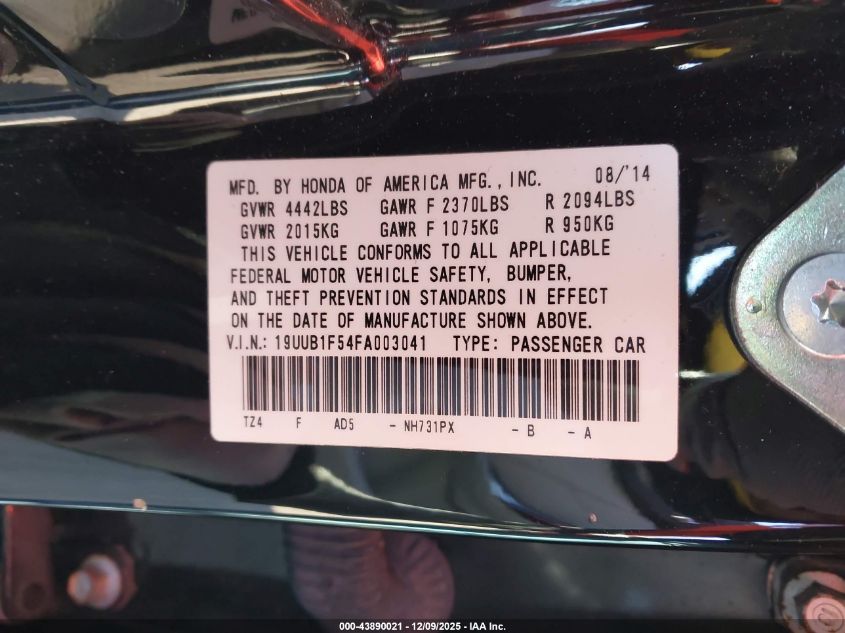 MFD. BY HONDA OF AMERICA MFG., INC. 08/'14
GVWR 4442LBS GAWR F 2370LBS R 2094LBS
GVWR 2015KG GAWR F 1075KG R 950KG
THIS VEHICLE CONFORMS TO ALL APPLICABLE
FEDERAL MOTOR VEHICLE SAFETY, BUMPER,
AND THEFT PREVENTION STANDARDS IN EFFECT
ON THE DATE OF MANUFACTURE SHOWN ABOVE.
V.I.N.: 19UUB1F54FA003041 TYPE: PASSENGER CAR
TZ4 F AD5 - NH731PX - B - A
000-43890021 - 12/09/2025 - IAA Inc.